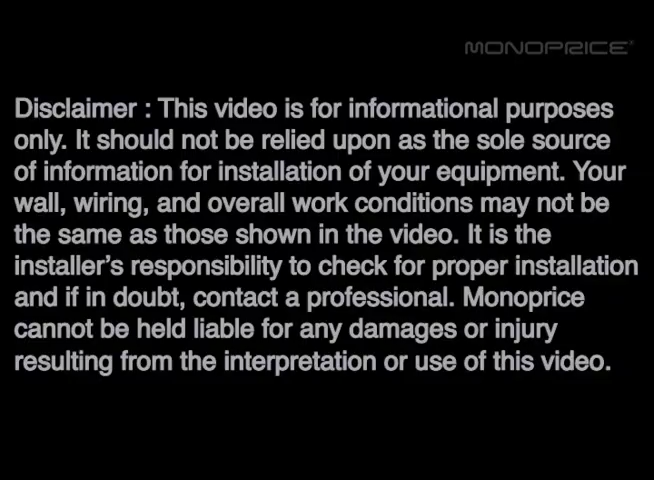 MONOPRICE
Disclaimer : This video is for informational purposes
only. It should not be relied upon as the sole source
of information for installation of your equipment. Your
wall, wiring, and overall work conditions may not be
the same as those shown in the video. It is the
installer's responsibility to check for proper installation
and if in doubt, contact a professional. Monoprice
cannot be held liable for any damages or injury
resulting from the interpretation or use of this video.